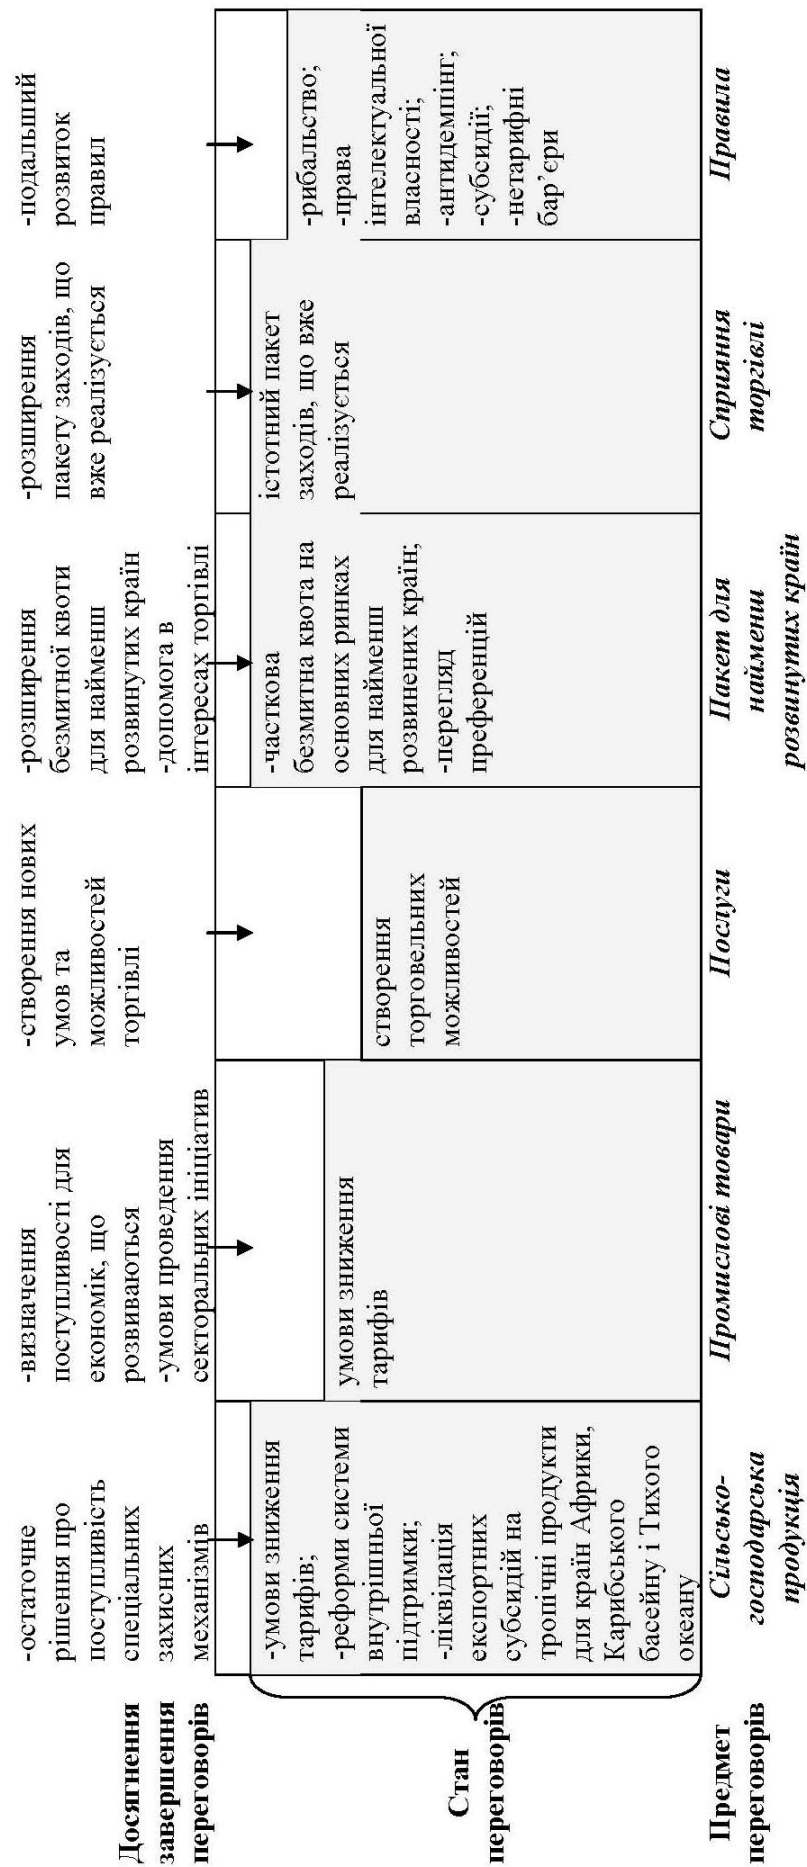 Досягнення
завершення
переговорів
-остаточне
рішення про
поступливість
спеціальних
захисних
механізмів
-визначення
поступливості для
економік, що
розвиваються
-умови проведення
секторальних ініціатив
-створення нових
умов та
можливостей
торгівлі
-розширення
безмитної квоти
для найменш
розвинутих країн
-допомога в
інтересах торгівлі
-розширення
пакету заходів, що
вже реалізується
-подальший
розвиток
правил
Стан
переговорів
-умови зниження
тарифів;
-реформи системи
внутрішньої
підтримки;
-ліквідація
експортних
субсидій на
тропічні продукти
для країн Африки,
Карибського
басейну і Тихого
океану
умови зниження
тарифів
створення
торговельних
можливостей
-часткова
безмитна квота на
основних ринках
для найменш
розвинених країн;
-перегляд
преференцій
істотний пакет
заходів, що вже
реалізується
-рибальство;
-права
інтелектуальної
власності;
-антидемпінг;
-субсидії;
-нетарифні
бар’єри
Предмет
переговорів
Сільсько-
господарська
продукція
Промислові товари
Послуги
Пакет для
найменш
розвинутих країн
Сприяння
торгівлі
Правила